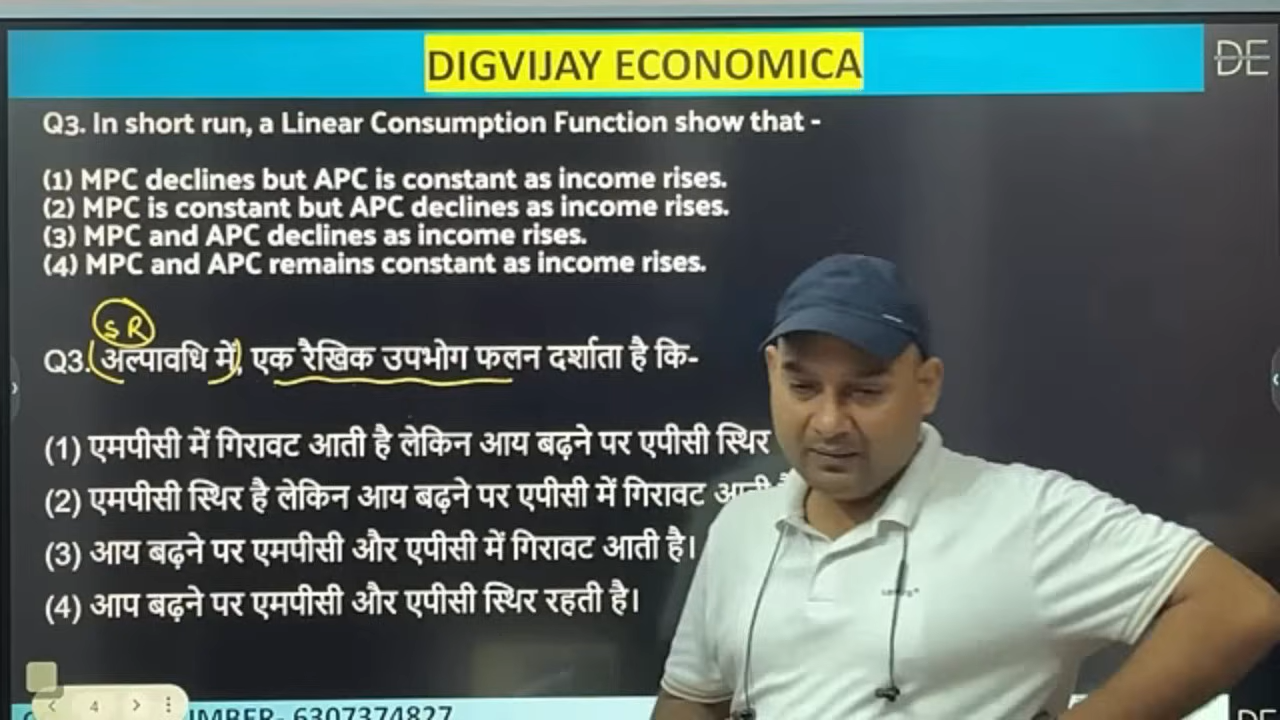 DIGVIJAY ECONOMICA
DE
Q3. In short run, a Linear Consumption Function show that -
(1) MPC declines but APC is constant as income rises.
(2) MPC is constant but APC declines as income rises.
(3) MPC and APC declines as income rises.
(4) MPC and APC remains constant as income rises.
SR
Q3. (अल्पावधि में), एक रैखिक उपभोग फलन दर्शाता है कि-
(1) एमपीसी में गिरावट आती है लेकिन आय बढ़ने पर एपीसी स्थिर
(2) एमपीसी स्थिर है लेकिन आय बढ़ने पर एपीसी में गिरावट
(3) आय बढ़ने पर एमपीसी और एपीसी में गिरावट आती है।
(4) आप बढ़ने पर एमपीसी और एपीसी स्थिर रहती है।
4
6307374827
DE